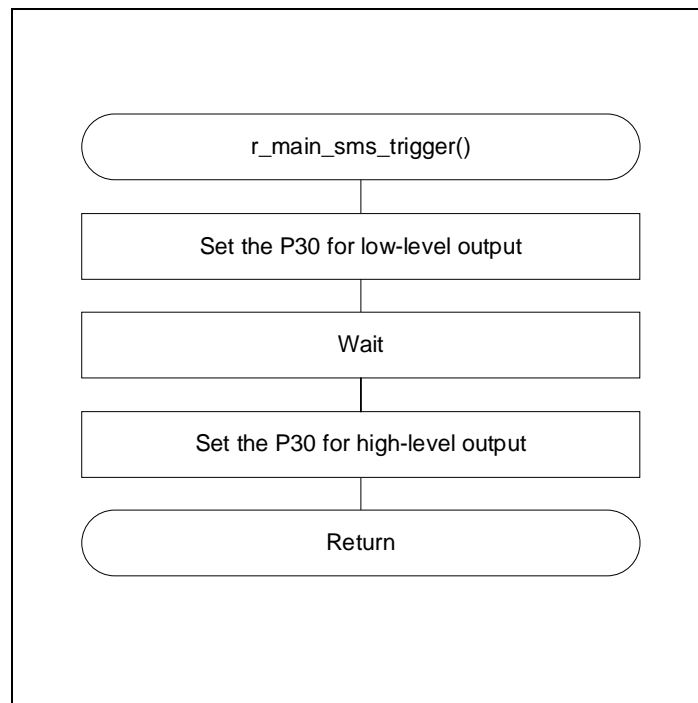 r_main_sms_trigger()
Set the P30 for low-level output
Wait
Set the P30 for high-level output
Return